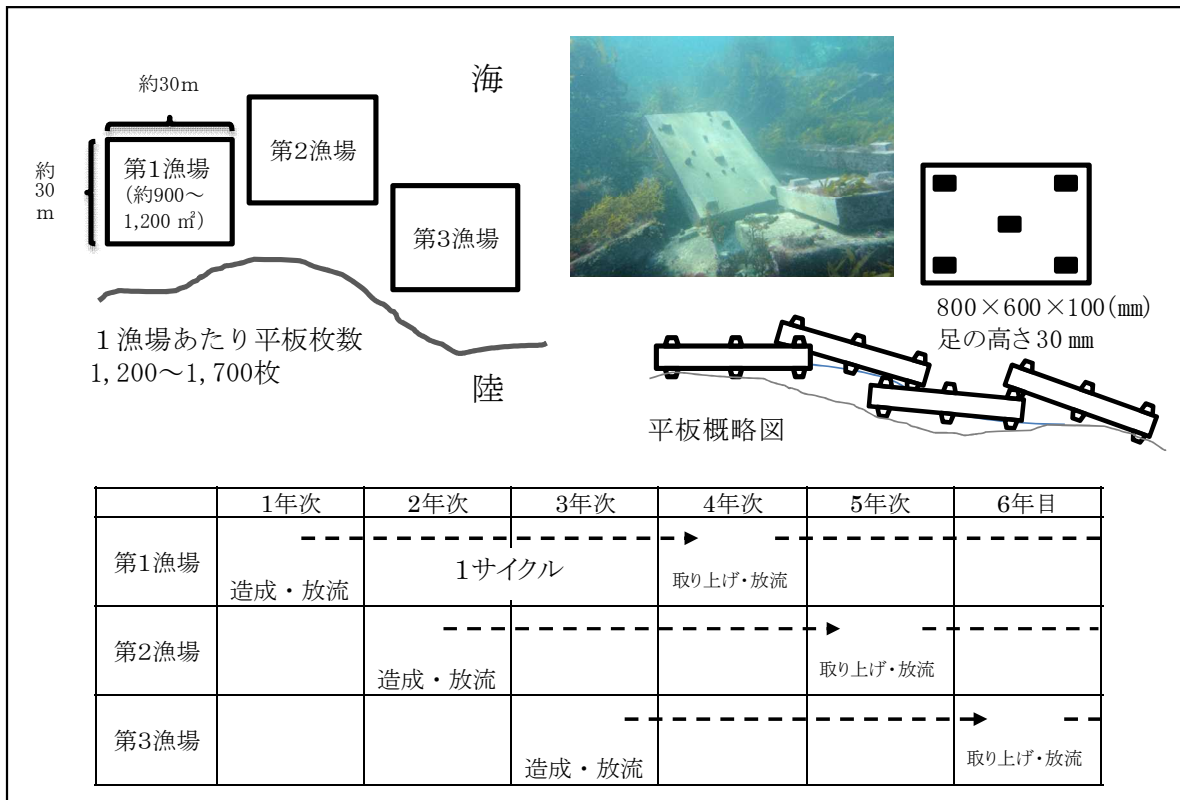 約30m
海
約
30
m
第1漁場
(約900～
1,200 ㎡)
第2漁場
第3漁場
1漁場あたり平板枚数
1,200～1,700枚
陸
800×600×100(mm)
足の高さ30 mm
平板概略図
1年次 2年次 3年次 4年次 5年次 6年目
第1漁場
1サイクル
造成・放流
取り上げ・放流
第2漁場
造成・放流
取り上げ・放流
第3漁場
造成・放流
取り上げ・放流